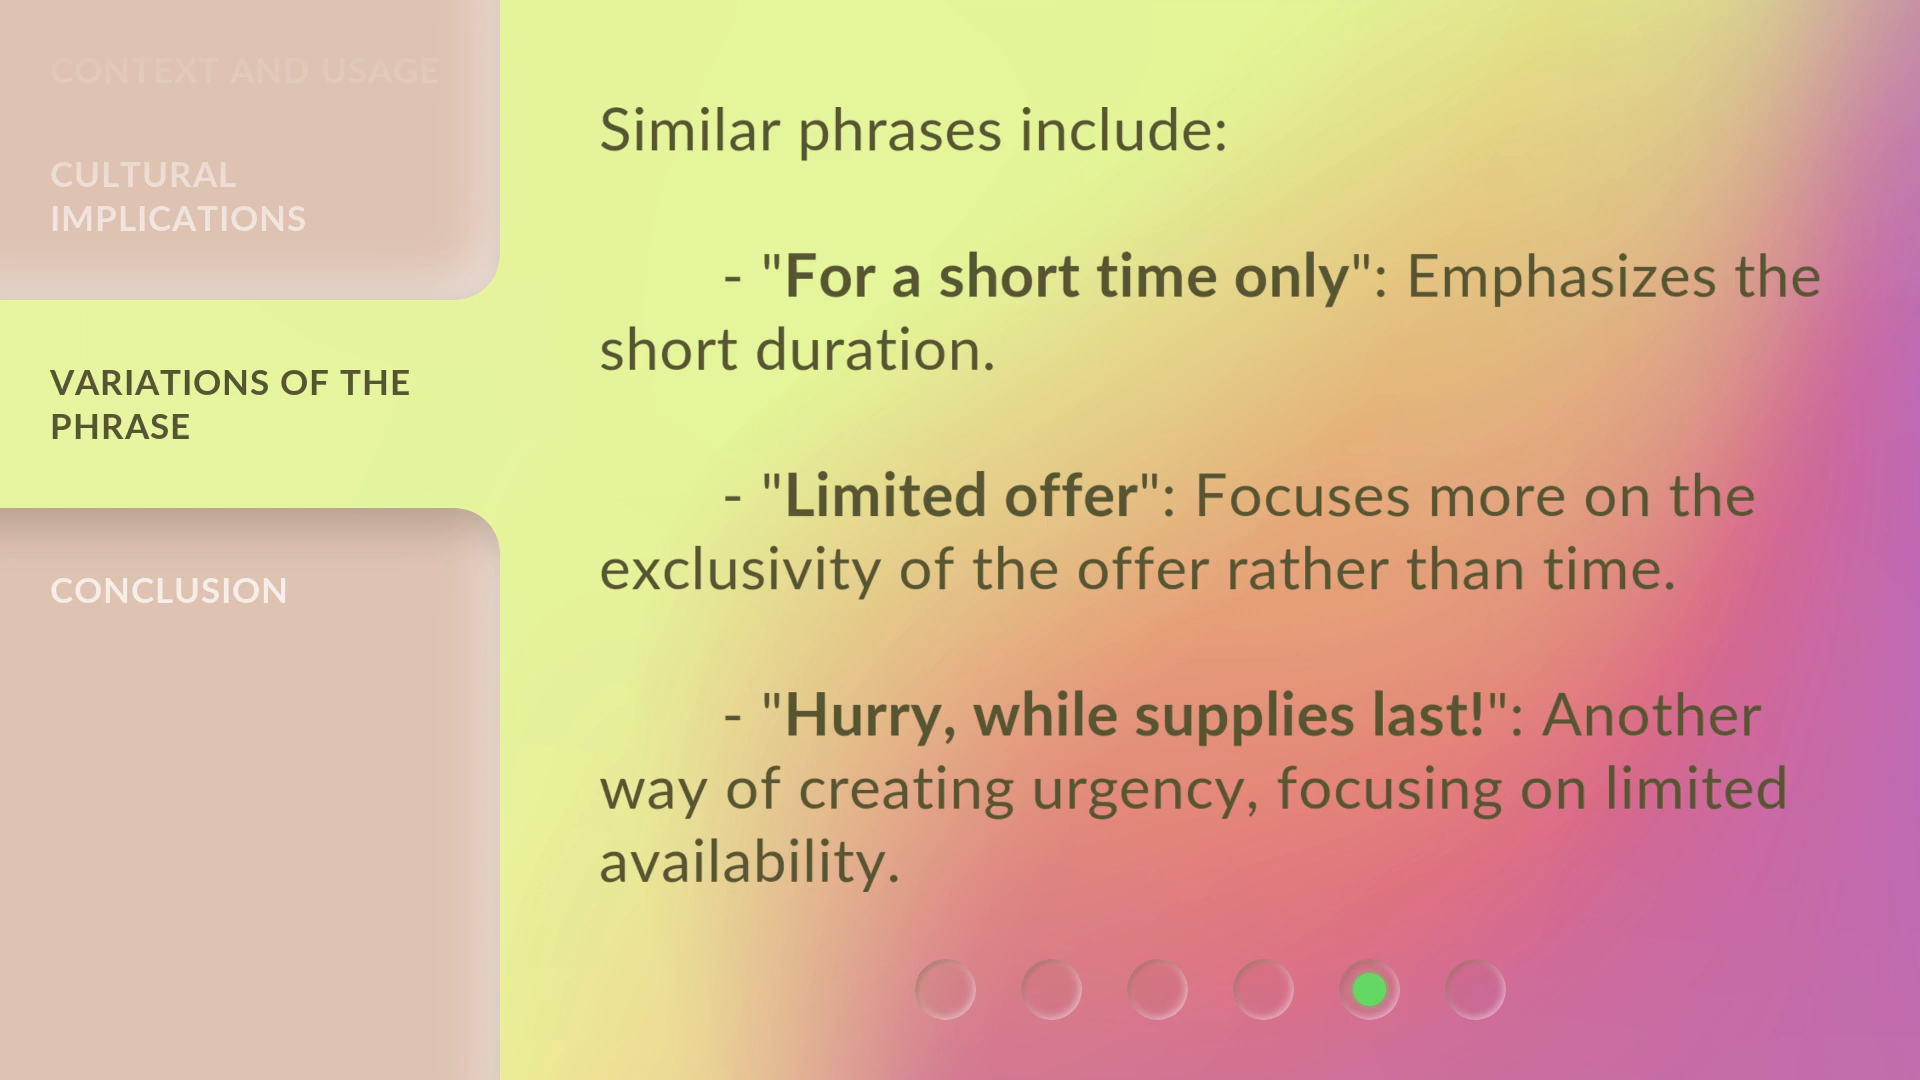 CONTEXT AND USAGE
CULTURAL
IMPLICATIONS
VARIATIONS OF THE
PHRASE
CONCLUSION
Similar phrases include:
- "For a short time only": Emphasizes the
short duration.
- "Limited offer": Focuses more on the
exclusivity of the offer rather than time.
- "Hurry, while supplies last!": Another
way of creating urgency, focusing on limited
availability.